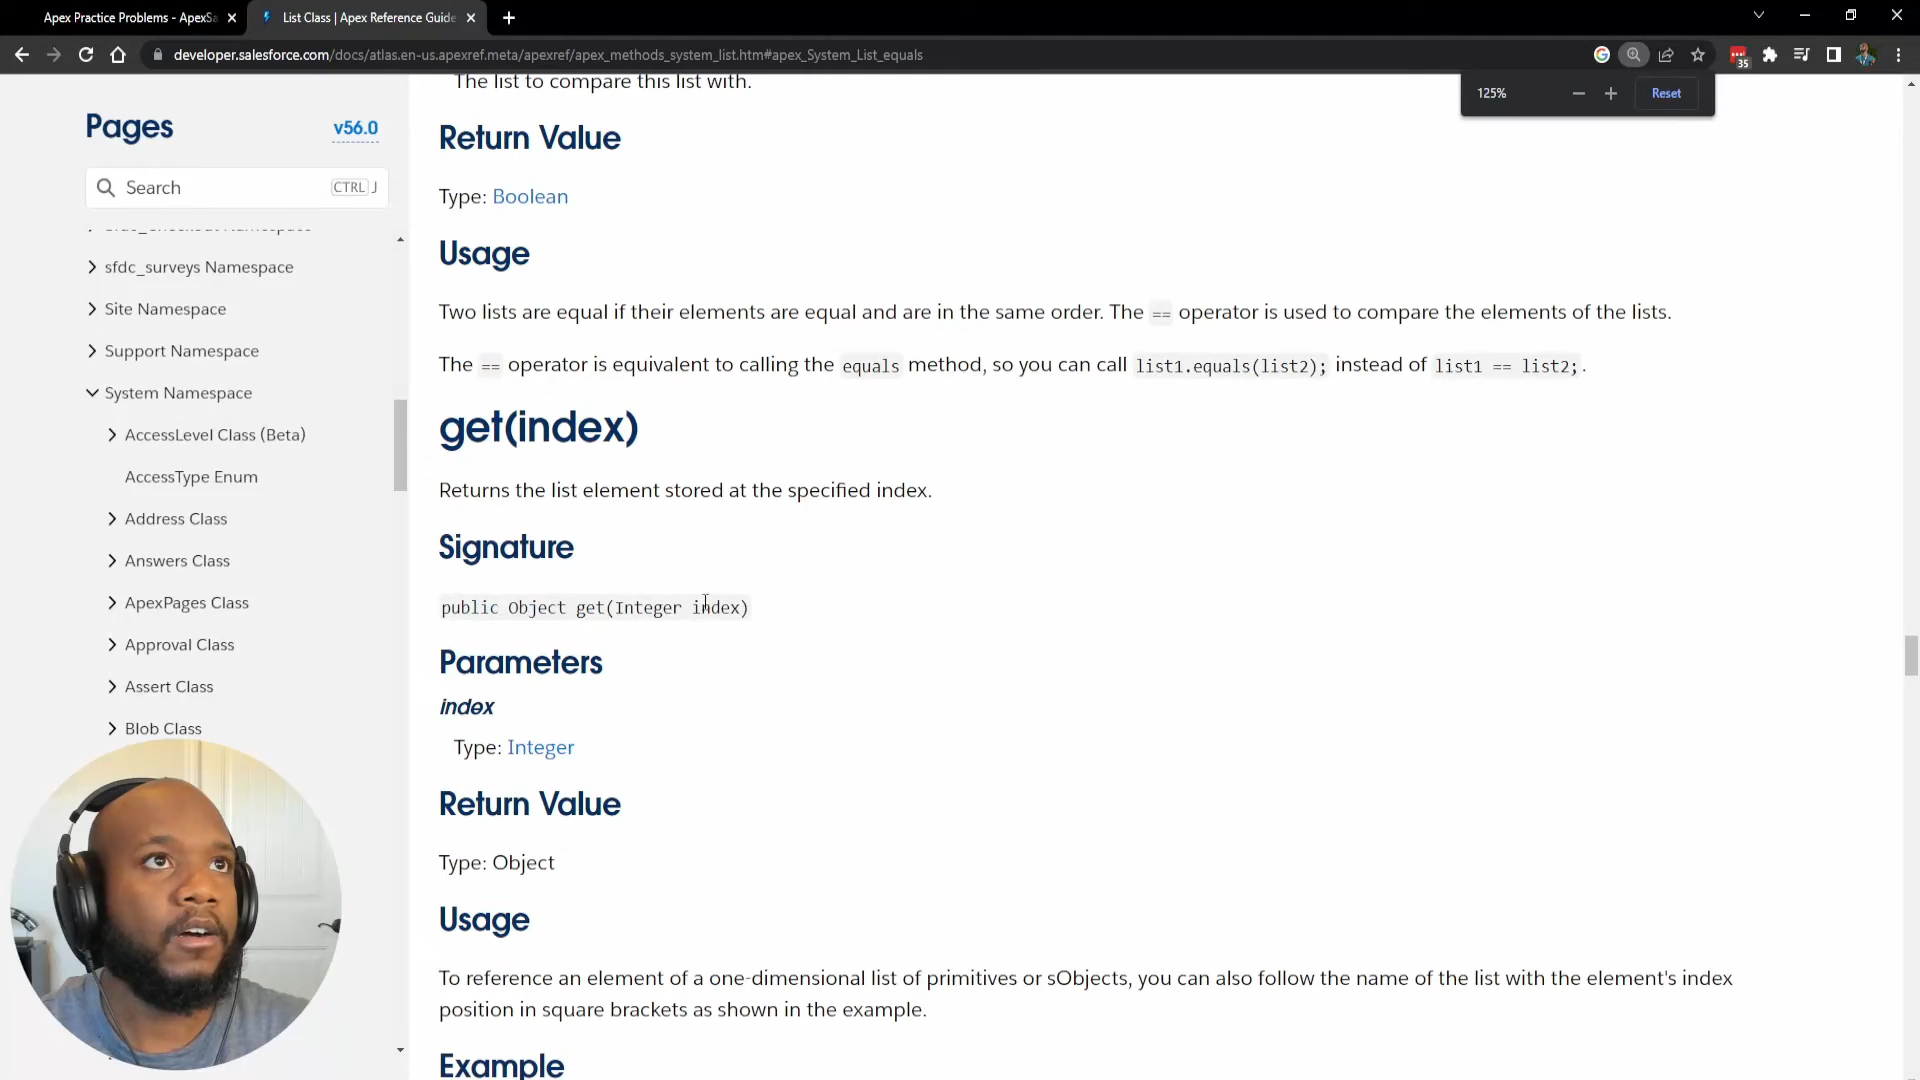 Apex Practice Problems - ApexSa
List Class | Apex Reference Guide
developer.salesforce.com/docs/atlas.en-us.apexref.meta/apexref/apex_methods_system_list.htm#apex_System_List_equals
35
125%
Reset
Pages
v56.0
Search
CTRL J
sfdc_surveys Namespace
Site Namespace
Support Namespace
System Namespace
AccessLevel Class (Beta)
AccessType Enum
Address Class
Answers Class
ApexPages Class
Approval Class
Assert Class
Blob Class
The list to compare this list with.
Return Value
Type: Boolean
Usage
Two lists are equal if their elements are equal and are in the same order. The == operator is used to compare the elements of the lists.
The == operator is equivalent to calling the equals method, so you can call list1.equals(list2); instead of list1 == list2;.
get(index)
Returns the list element stored at the specified index.
Signature
public Object get(Integer index)
Parameters
index
Type: Integer
Return Value
Type: Object
Usage
To reference an element of a one-dimensional list of primitives or sObjects, you can also follow the name of the list with the element's index
position in square brackets as shown in the example.
Example